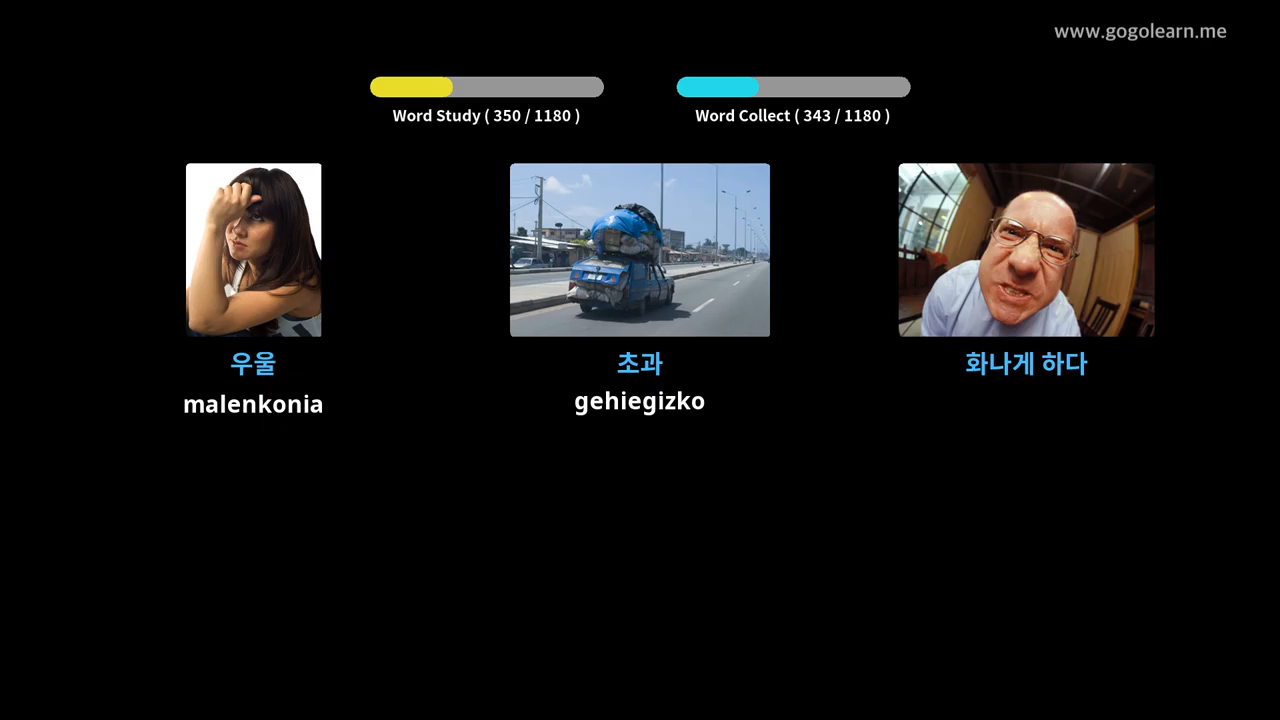 www.gogolearn.me
Word Study ( 350 / 1180 )
Word Collect ( 343 / 1180 )
우울
초과
화나게 하다
malenkonia
gehiegizko